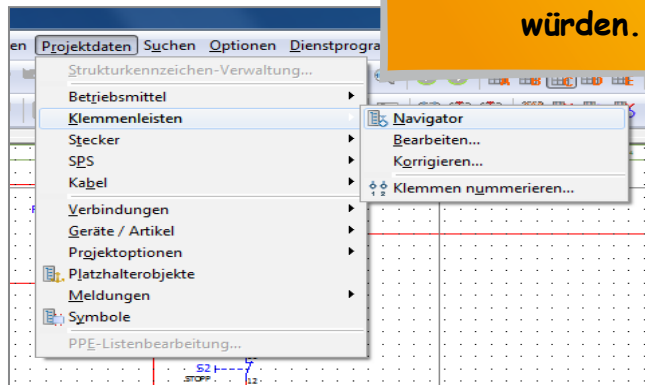 würden.
en Projektdaten Suchen Optionen Dienstprogra
Strukturkennzeichen-Verwaltung...
Betriebsmittel
Klemmenleisten
Stecker
SPS
Kabel
Verbindungen
Geräte / Artikel
Projektoptionen
Platzhalterobjekte
Meldungen
Symbole
PPE-Listenbearbeitung...
Navigator
Bearbeiten...
Korrigieren...
Klemmen nummerieren...
S2
STOPP
12